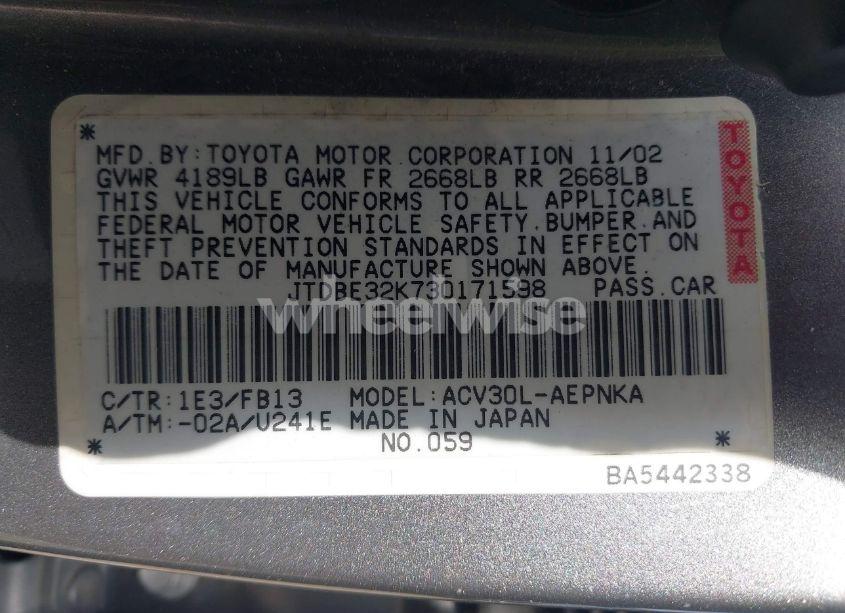 MFD.BY:TOYOTA MOTOR CORPORATION 11/02
GVWR 4189LB GAWR FR 2668LB RR 2668LB
THIS VEHICLE CONFORMS TO ALL APPLICABLE
FEDERAL MOTOR VEHICLE SAFETY,BUMPER,AND
THEFT PREVENTION STANDARDS IN EFFECT ON
THE DATE OF MANUFACTURE SHOWN ABOVE.
JTDBE32K730171598 PASS.CAR
wheelwise
C/TR:1E3/FB13 MODEL:ACV30L-AEPNKA
A/TM:-02A/U241E MADE IN JAPAN
NO.059
BA5442338
TOYOTA